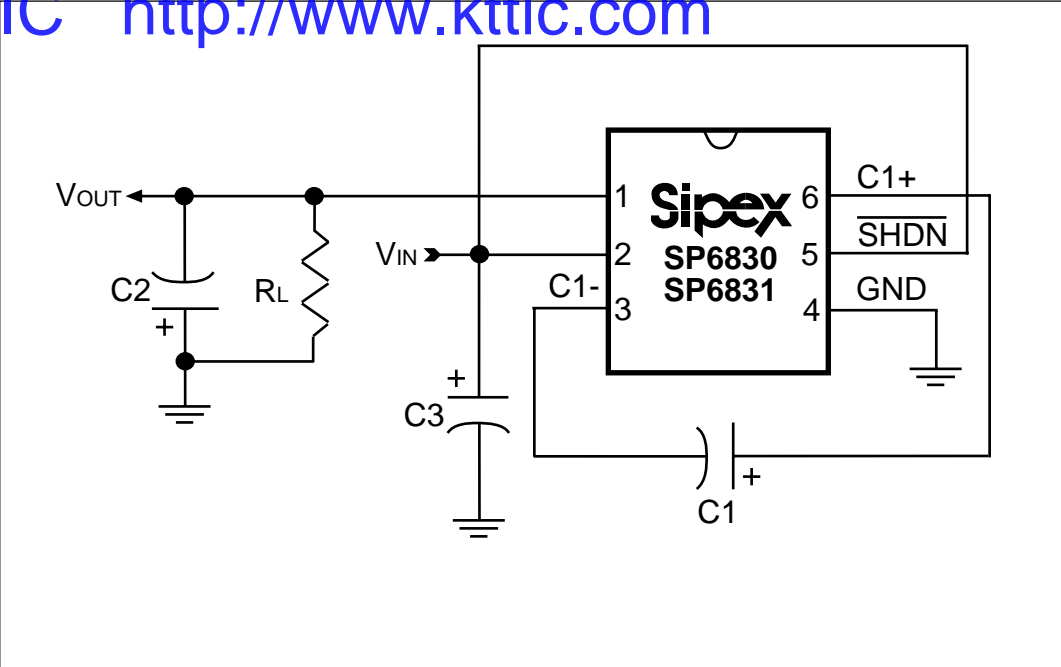 IC http://www.kttic.com
VOUT
C2
+
RL
VIN
C1-
C3
+
1
2
3
Sipex
SP6830
SP6831
6
5
4
C1+
SHDN
GND
+
C1